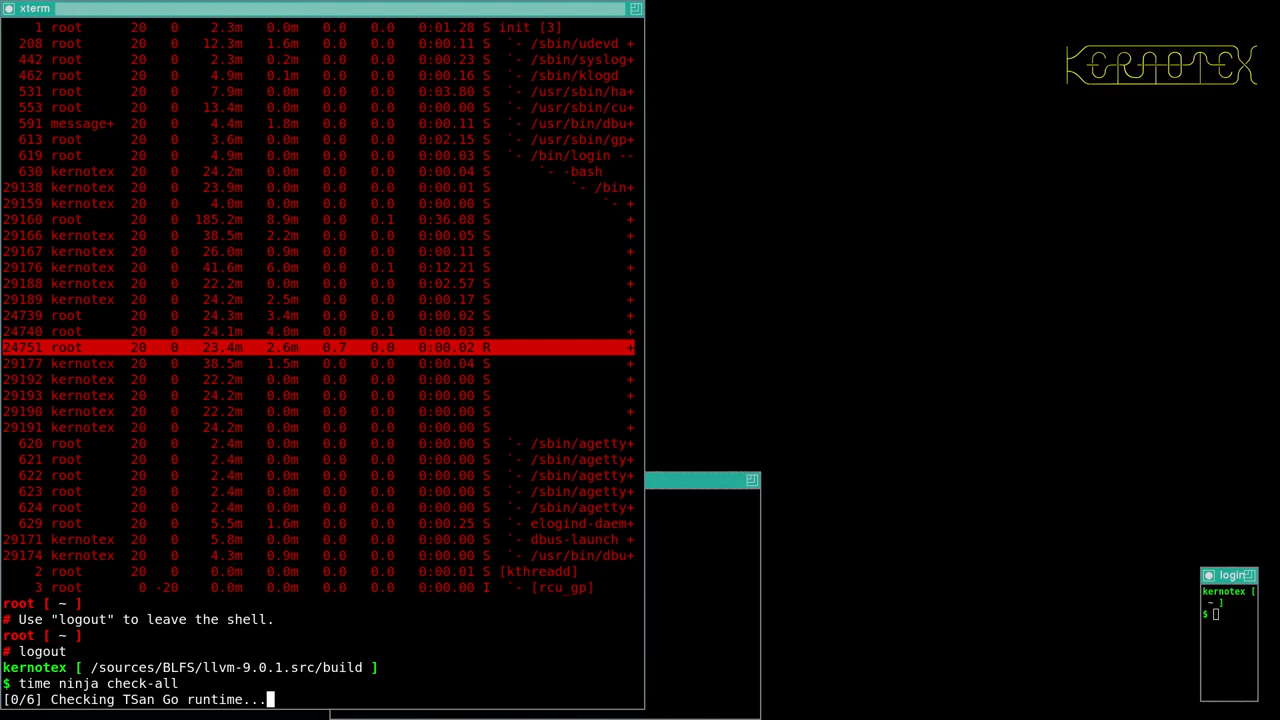 xterm
1 root 20 0 2.3m 0.0m 0.0 0.0 0:01.28 S init [3]
208 root 20 0 12.3m 1.6m 0.0 0.0 0:00.11 S `- /sbin/udevd +
442 root 20 0 2.3m 0.2m 0.0 0.0 0:00.23 S `- /sbin/syslog+
462 root 20 0 4.9m 0.1m 0.0 0.0 0:00.16 S `- /sbin/klogd
531 root 20 0 7.9m 0.0m 0.0 0.0 0:03.80 S `- /usr/sbin/ha+
553 root 20 0 13.4m 0.0m 0.0 0.0 0:00.00 S `- /usr/sbin/cu+
591 message+ 20 0 4.4m 1.8m 0.0 0.0 0:00.11 S `- /usr/bin/dbu+
613 root 20 0 3.6m 0.0m 0.0 0.0 0:02.15 S `- /usr/sbin/gp+
619 root 20 0 4.9m 0.0m 0.0 0.0 0:00.03 S `- /bin/login --
630 kernotex 20 0 24.2m 0.0m 0.0 0.0 0:00.04 S `- -bash
29138 kernotex 20 0 23.9m 0.0m 0.0 0.0 0:00.01 S `- /bin+
29159 kernotex 20 0 4.0m 0.0m 0.0 0.0 0:00.00 S `- +
29160 root 20 0 185.2m 8.9m 0.0 0.1 0:36.08 S +
29166 kernotex 20 0 38.5m 2.2m 0.0 0.0 0:00.05 S +
29167 kernotex 20 0 26.0m 0.9m 0.0 0.0 0:00.11 S +
29176 kernotex 20 0 41.6m 6.0m 0.0 0.1 0:12.21 S +
29188 kernotex 20 0 22.2m 0.0m 0.0 0.0 0:02.57 S +
29189 kernotex 20 0 24.2m 2.5m 0.0 0.0 0:00.17 S +
24739 root 20 0 24.3m 3.4m 0.0 0.0 0:00.02 S +
24740 root 20 0 24.1m 4.0m 0.0 0.1 0:00.03 S +
24751 root 20 0 23.4m 2.6m 0.7 0.0 0:00.02 R +
29177 kernotex 20 0 38.5m 1.5m 0.0 0.0 0:00.04 S +
29192 kernotex 20 0 22.2m 0.0m 0.0 0.0 0:00.00 S +
29193 kernotex 20 0 24.2m 0.0m 0.0 0.0 0:00.00 S +
29190 kernotex 20 0 22.2m 0.0m 0.0 0.0 0:00.00 S +
29191 kernotex 20 0 24.2m 0.0m 0.0 0.0 0:00.00 S +
620 root 20 0 2.4m 0.0m 0.0 0.0 0:00.00 S `- /sbin/agetty+
621 root 20 0 2.4m 0.0m 0.0 0.0 0:00.00 S `- /sbin/agetty+
622 root 20 0 2.4m 0.0m 0.0 0.0 0:00.00 S `- /sbin/agetty+
623 root 20 0 2.4m 0.0m 0.0 0.0 0:00.00 S `- /sbin/agetty+
624 root 20 0 2.4m 0.0m 0.0 0.0 0:00.00 S `- /sbin/agetty+
629 root 20 0 5.5m 1.6m 0.0 0.0 0:00.25 S `- elogind-daem+
29171 kernotex 20 0 5.8m 0.0m 0.0 0.0 0:00.00 S `- dbus-launch +
29174 kernotex 20 0 4.3m 0.9m 0.0 0.0 0:00.00 S `- /usr/bin/dbu+
2 root 20 0 0.0m 0.0m 0.0 0.0 0:00.01 S [kthreadd]
3 root 0 -20 0.0m 0.0m 0.0 0.0 0:00.00 I `- [rcu_gp]
root [ ~ ]
# Use "logout" to leave the shell.
root [ ~ ]
# logout
kernotex [ /sources/BLFS/llvm-9.0.1.src/build ]
$ time ninja check-all
[0/6] Checking TSan Go runtime...
KERNOTEX
login
kernotex [
~ ]
$